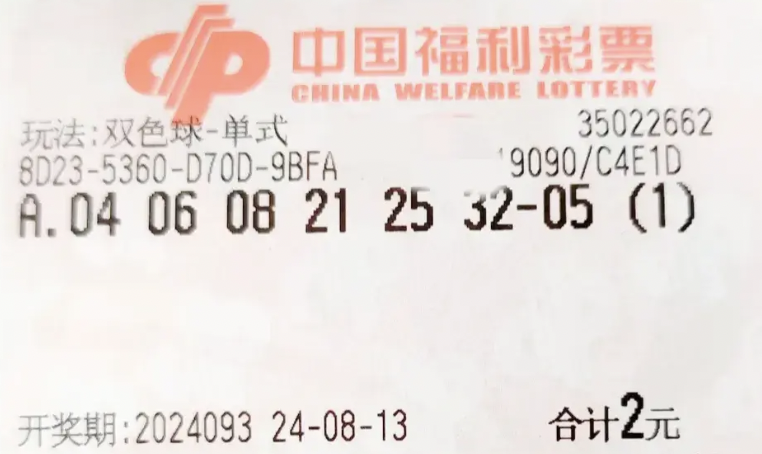 中国福利彩票
CHINA WELFARE LOTTERY
玩法:双色球-单式 35022662
8D23-5360-D70D-9BFA 9090/C4E1D
A.04 06 08 21 25 32-05 (1)
开奖期:2024093 24-08-13 合计2元